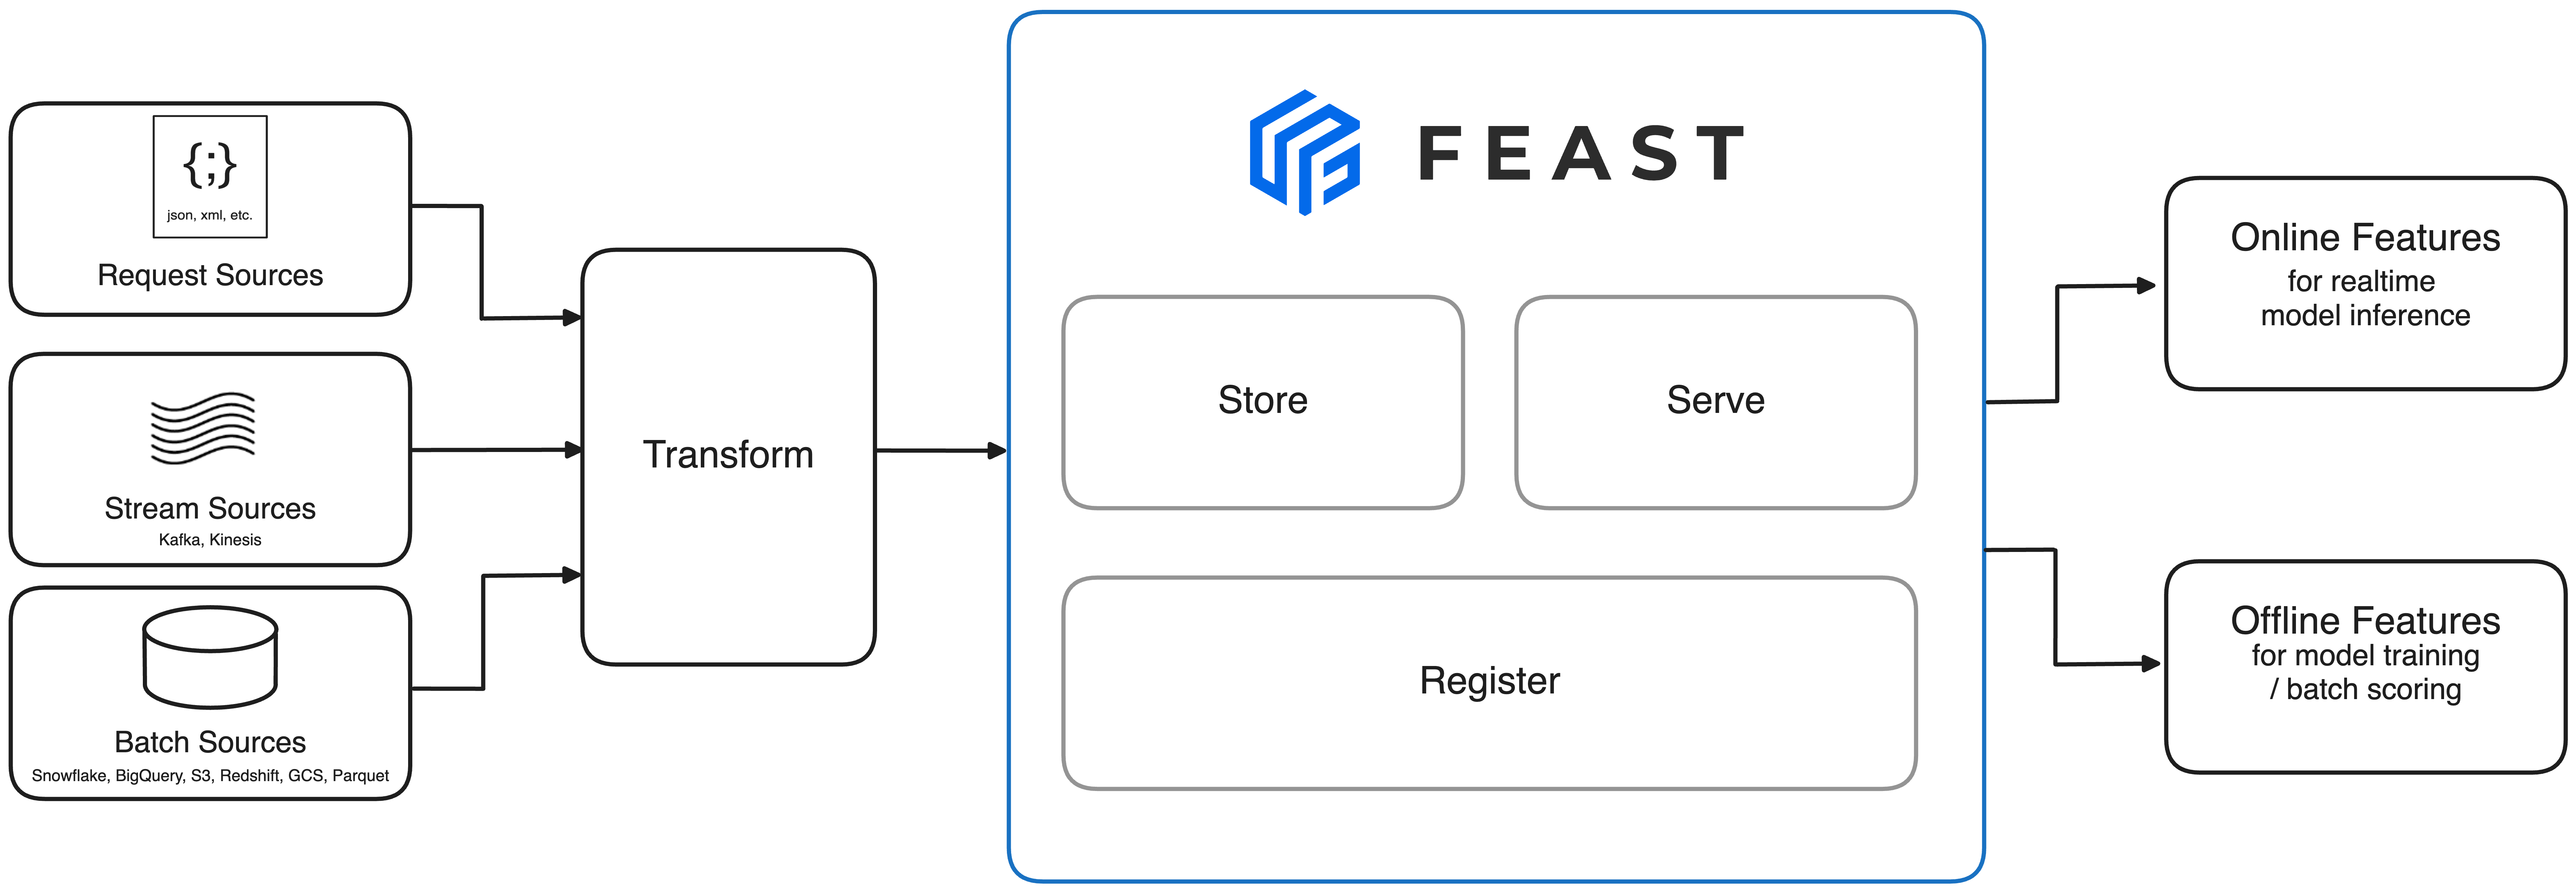 {;}
json, xml, etc.
Request Sources
Stream Sources
Kafka, Kinesis
Batch Sources
Snowflake, BigQuery, S3, Redshift, GCS, Parquet
Transform
FEAST
Store
Serve
Register
Online Features
for realtime
model inference
Offline Features
for model training
/ batch scoring